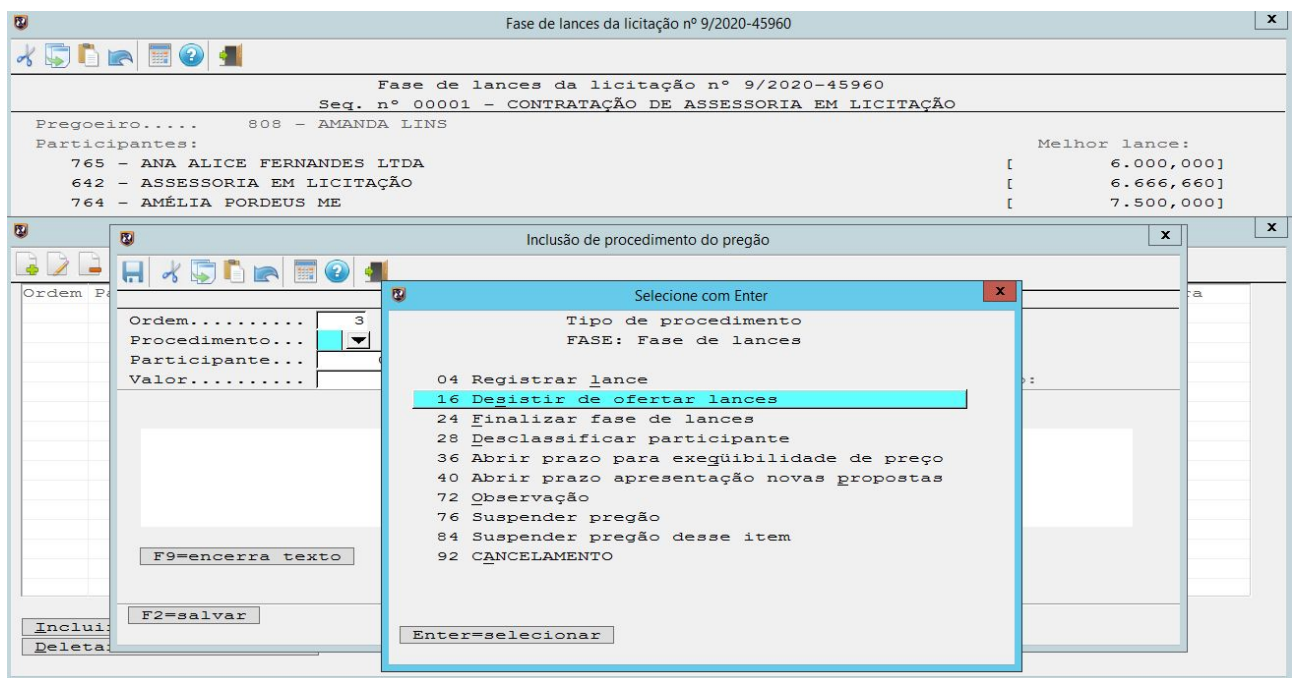 Fase de lances da licitação nº 9/2020-45960
x
Fase de lances da licitação nº 9/2020-45960
Seq. nº 00001 - CONTRATAÇÃO DE ASSESSORIA EM LICITAÇÃO
Pregoeiro..... 808 - AMANDA LINS
Participantes: Melhor lance:
765 - ANA ALICE FERNANDES LTDA [ 6.000,000]
642 - ASSESSORIA EM LICITAÇÃO [ 6.666,660]
764 - AMÉLIA PORDEUS ME [ 7.500,000]
x
Inclusão de procedimento do pregão x
Ordem
Selecione com Enter x
Ordem.......... 3
Procedimento...
Participante...
Valor..........
Tipo de procedimento
FASE: Fase de lances
04 Registrar lance
16 Desistir de ofertar lances
24 Finalizar fase de lances
28 Desclassificar participante
36 Abrir prazo para exeqüibilidade de preço
40 Abrir prazo apresentação novas propostas
72 Observação
76 Suspender pregão
84 Suspender pregão desse item
92 CANCELAMENTO
F9=encerra texto
F2=salvar
Enter=selecionar